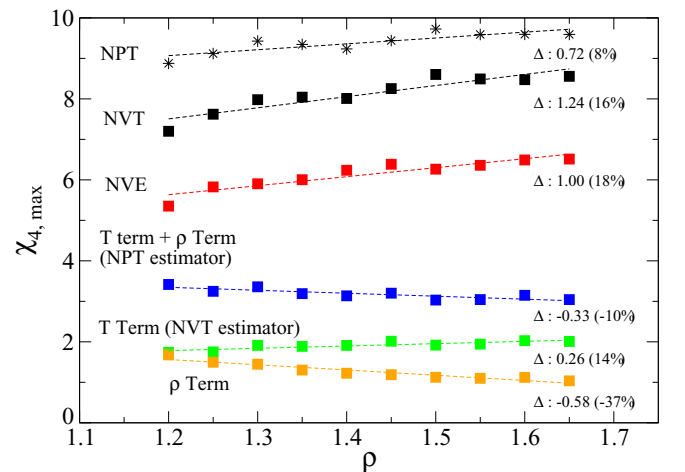 10
8
6
4
2
0
χ4, max
NPT
Δ : 0.72 (8%)
NVT
Δ : 1.24 (16%)
NVE
Δ : 1.00 (18%)
T term + ρ Term
(NPT estimator)
Δ : -0.33 (-10%)
T Term (NVT estimator)
Δ : 0.26 (14%)
ρ Term
Δ : -0.58 (-37%)
1.1 1.2 1.3 1.4 1.5 1.6 1.7
ρ